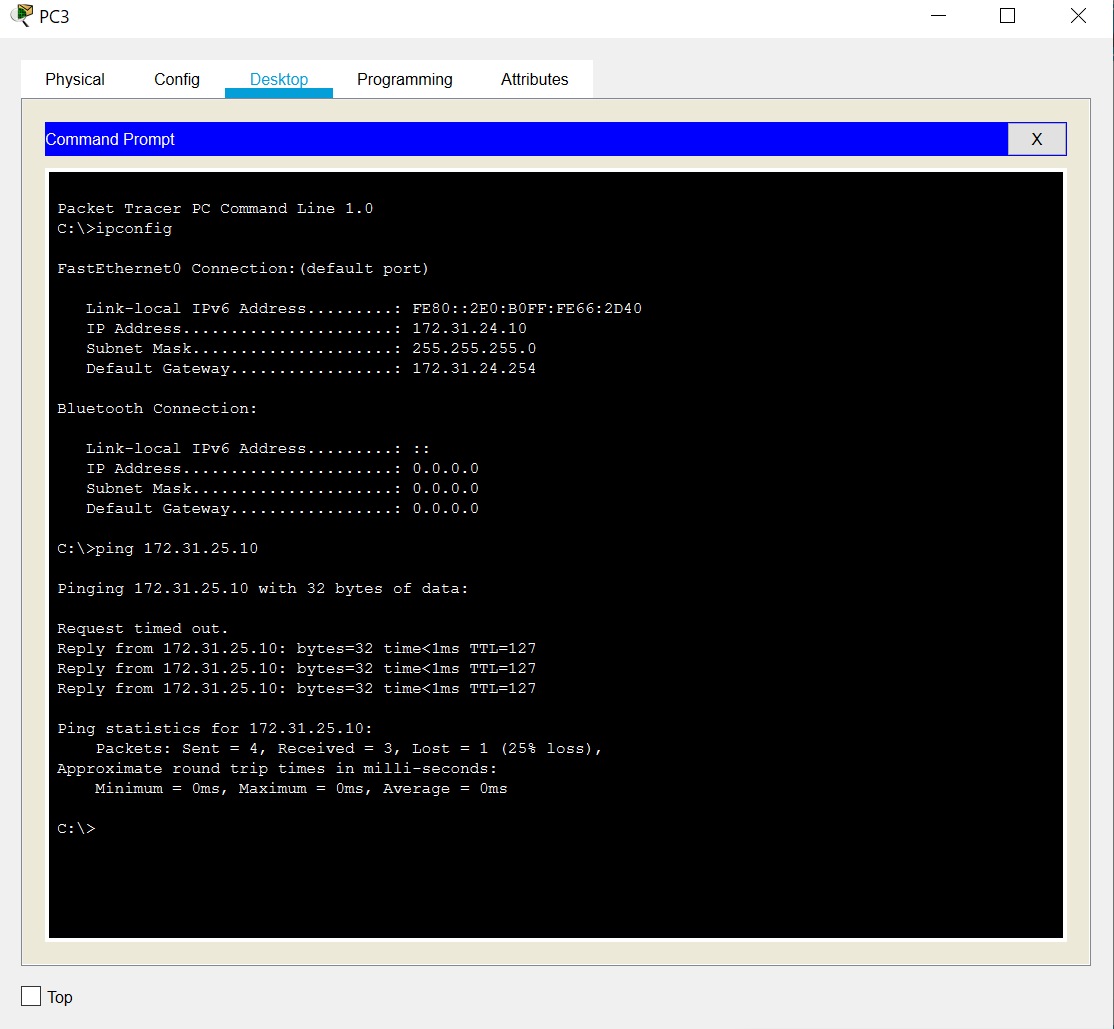 PC3
Physical Config Desktop Programming Attributes
Command Prompt X
Packet Tracer PC Command Line 1.0
C:\>ipconfig
FastEthernet0 Connection:(default port)
Link-local IPv6 Address.........: FE80::2E0:B0FF:FE66:2D40
IP Address......................: 172.31.24.10
Subnet Mask.....................: 255.255.255.0
Default Gateway.................: 172.31.24.254
Bluetooth Connection:
Link-local IPv6 Address.........: ::
IP Address......................: 0.0.0.0
Subnet Mask.....................: 0.0.0.0
Default Gateway.................: 0.0.0.0
C:\>ping 172.31.25.10
Pinging 172.31.25.10 with 32 bytes of data:
Request timed out.
Reply from 172.31.25.10: bytes=32 time<1ms TTL=127
Reply from 172.31.25.10: bytes=32 time<1ms TTL=127
Reply from 172.31.25.10: bytes=32 time<1ms TTL=127
Ping statistics for 172.31.25.10:
Packets: Sent = 4, Received = 3, Lost = 1 (25% loss),
Approximate round trip times in milli-seconds:
Minimum = 0ms, Maximum = 0ms, Average = 0ms
C:\>
Top